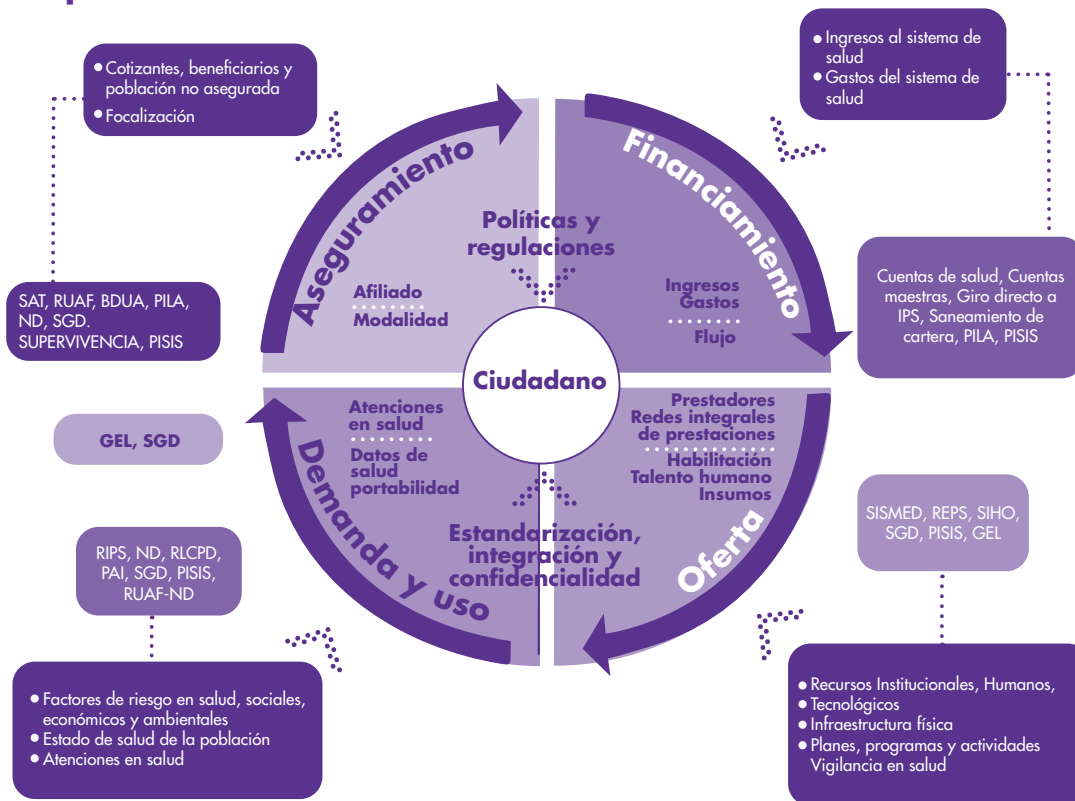 ● Cotizantes, beneficiarios y
población no asegurada
● Focalización
● Ingresos al sistema de
salud
● Gastos del sistema de
salud
Aseguramiento
Financiamiento
Políticas y
regulaciones
Afiliado
Modalidad
Ingresos
Gastos
Flujo
SAT, RUAF, BDUA, PILA,
ND, SGD.
SUPERVIVENCIA, PISIS
Cuentas de salud, Cuentas
maestras, Giro directo a
IPS, Saneamiento de
cartera, PILA, PISIS
Ciudadano
GEL, SGD
Atenciones
en salud
Datos de
salud
portabilidad
Prestadores
Redes integrales
de prestaciones
Habilitación
Talento humano
Insumos
Demanda y uso
Estandarización,
integración y
confidencialidad
Oferta
RIPS, ND, RLCPD,
PAI, SGD, PISIS,
RUAF-ND
SISMED, REPS, SIHO,
SGD, PISIS, GEL
● Factores de riesgo en salud, sociales,
económicos y ambientales
● Estado de salud de la población
● Atenciones en salud
● Recursos Institucionales, Humanos,
● Tecnológicos
● Infraestructura física
● Planes, programas y actividades
Vigilancia en salud